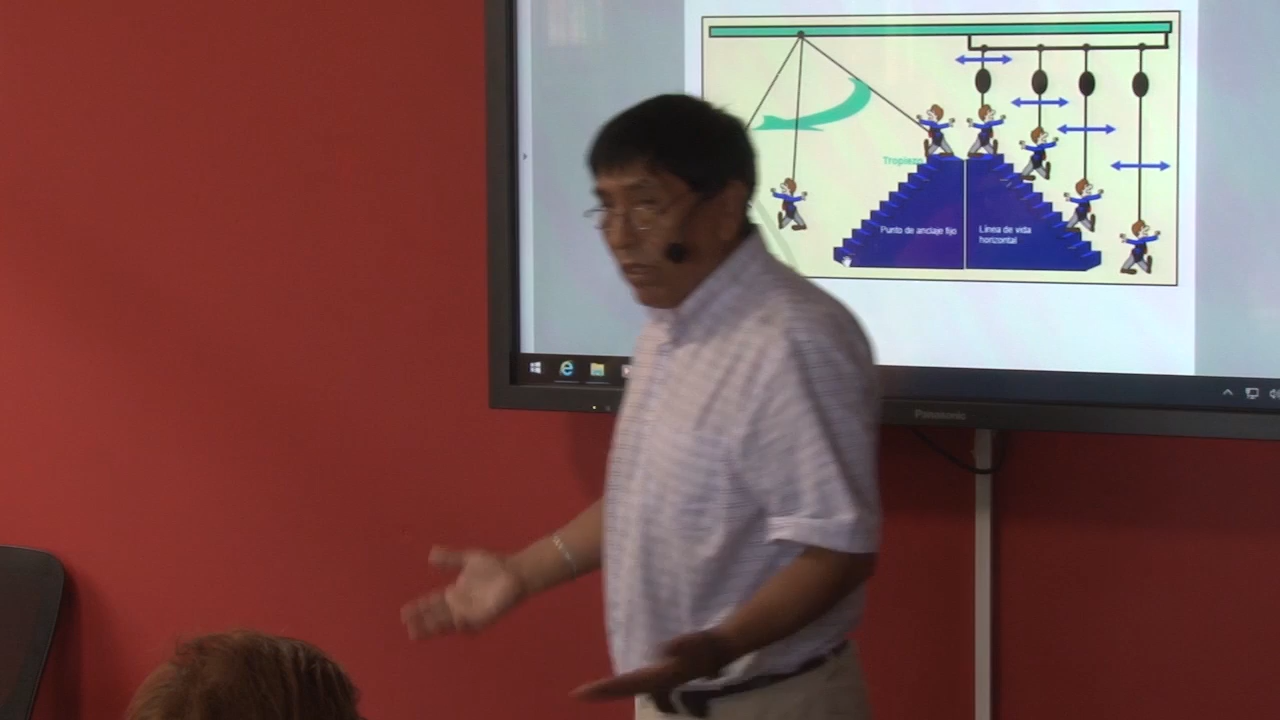 Tropiezo
Punto de anclaje fijo
Línea de vida
horizontal
Panasonic